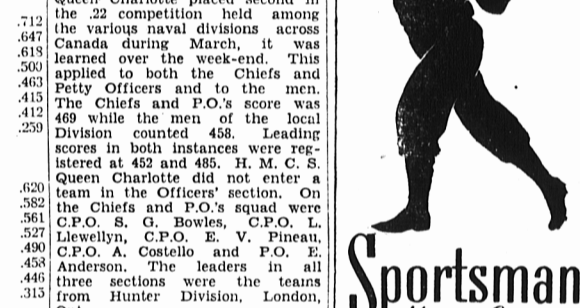 .712
.647
.618
.500
.463
.415
.412
.259
.620
.582
.561
.527
.490
.458
.446
.315
Queen Charlotte placed second in
the .22 competition held among
the various naval divisions across
Canada during March, it was
learned over the week-end. This
applied to both the Chiefs and
Petty Officers and to the men.
The Chiefs and P.O.'s score was
469 while the men of the local
Division counted 458. Leading
scores in both instances were reg-
istered at 452 and 485. H. M. C. S.
Queen Charlotte did not enter a
team in the Officers' section. On
the Chiefs and P.O.'s squad were
C.P.O. S. G. Bowles, C.P.O. L.
Llewellyn, C.P.O. E. V. Pineau,
C.P.O. A. Costello and P.O. E.
Anderson. The leaders in all
three sections were the teams
from Hunter Division, London,
Sportsman